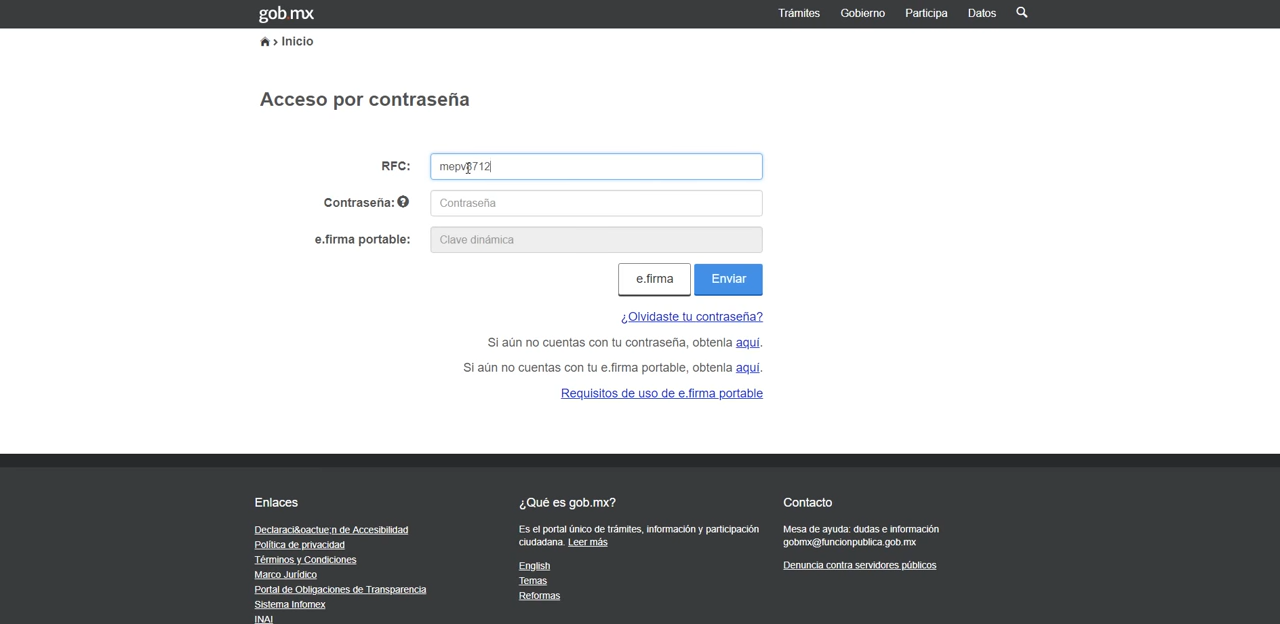 gob.mx
Trámites Gobierno Participa Datos
> Inicio
Acceso por contraseña
RFC: mepv8712
Contraseña: ? Contraseña
e.firma portable: Clave dinámica
e.firma Enviar
¿Olvidaste tu contraseña?
Si aún no cuentas con tu contraseña, obtenla aquí.
Si aún no cuentas con tu e.firma portable, obtenla aquí.
Requisitos de uso de e.firma portable
Enlaces
Declaraci&oactue;n de Accesibilidad
Política de privacidad
Términos y Condiciones
Marco Jurídico
Portal de Obligaciones de Transparencia
Sistema Infomex
INAI
¿Qué es gob.mx?
Es el portal único de trámites, información y participación
ciudadana. Leer más
English
Temas
Reformas
Contacto
Mesa de ayuda: dudas e información
gobmx@funcionpublica.gob.mx
Denuncia contra servidores públicos